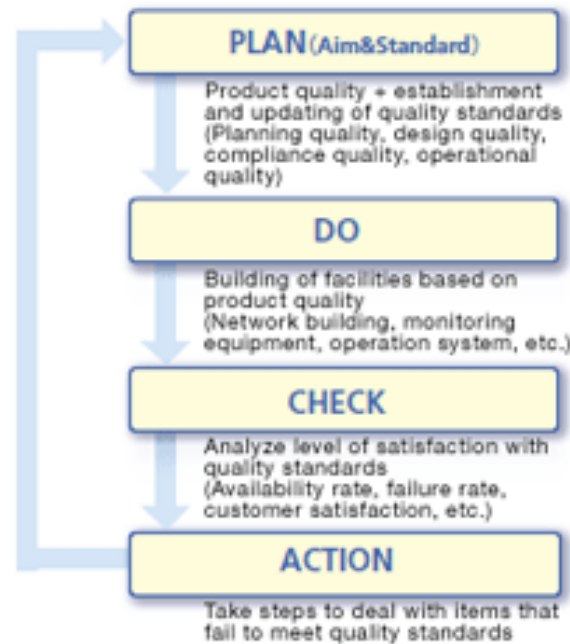 PLAN(Aim&Standard)
Product quality + establishment
and updating of quality standards
(Planning quality, design quality,
compliance quality, operational
quality)
DO
Building of facilities based on
product quality
(Network building, monitoring
equipment, operation system, etc.)
CHECK
Analyze level of satisfaction with
quality standards
(Availability rate, failure rate,
customer satisfaction, etc.)
ACTION
Take steps to deal with items that
fail to meet quality standards